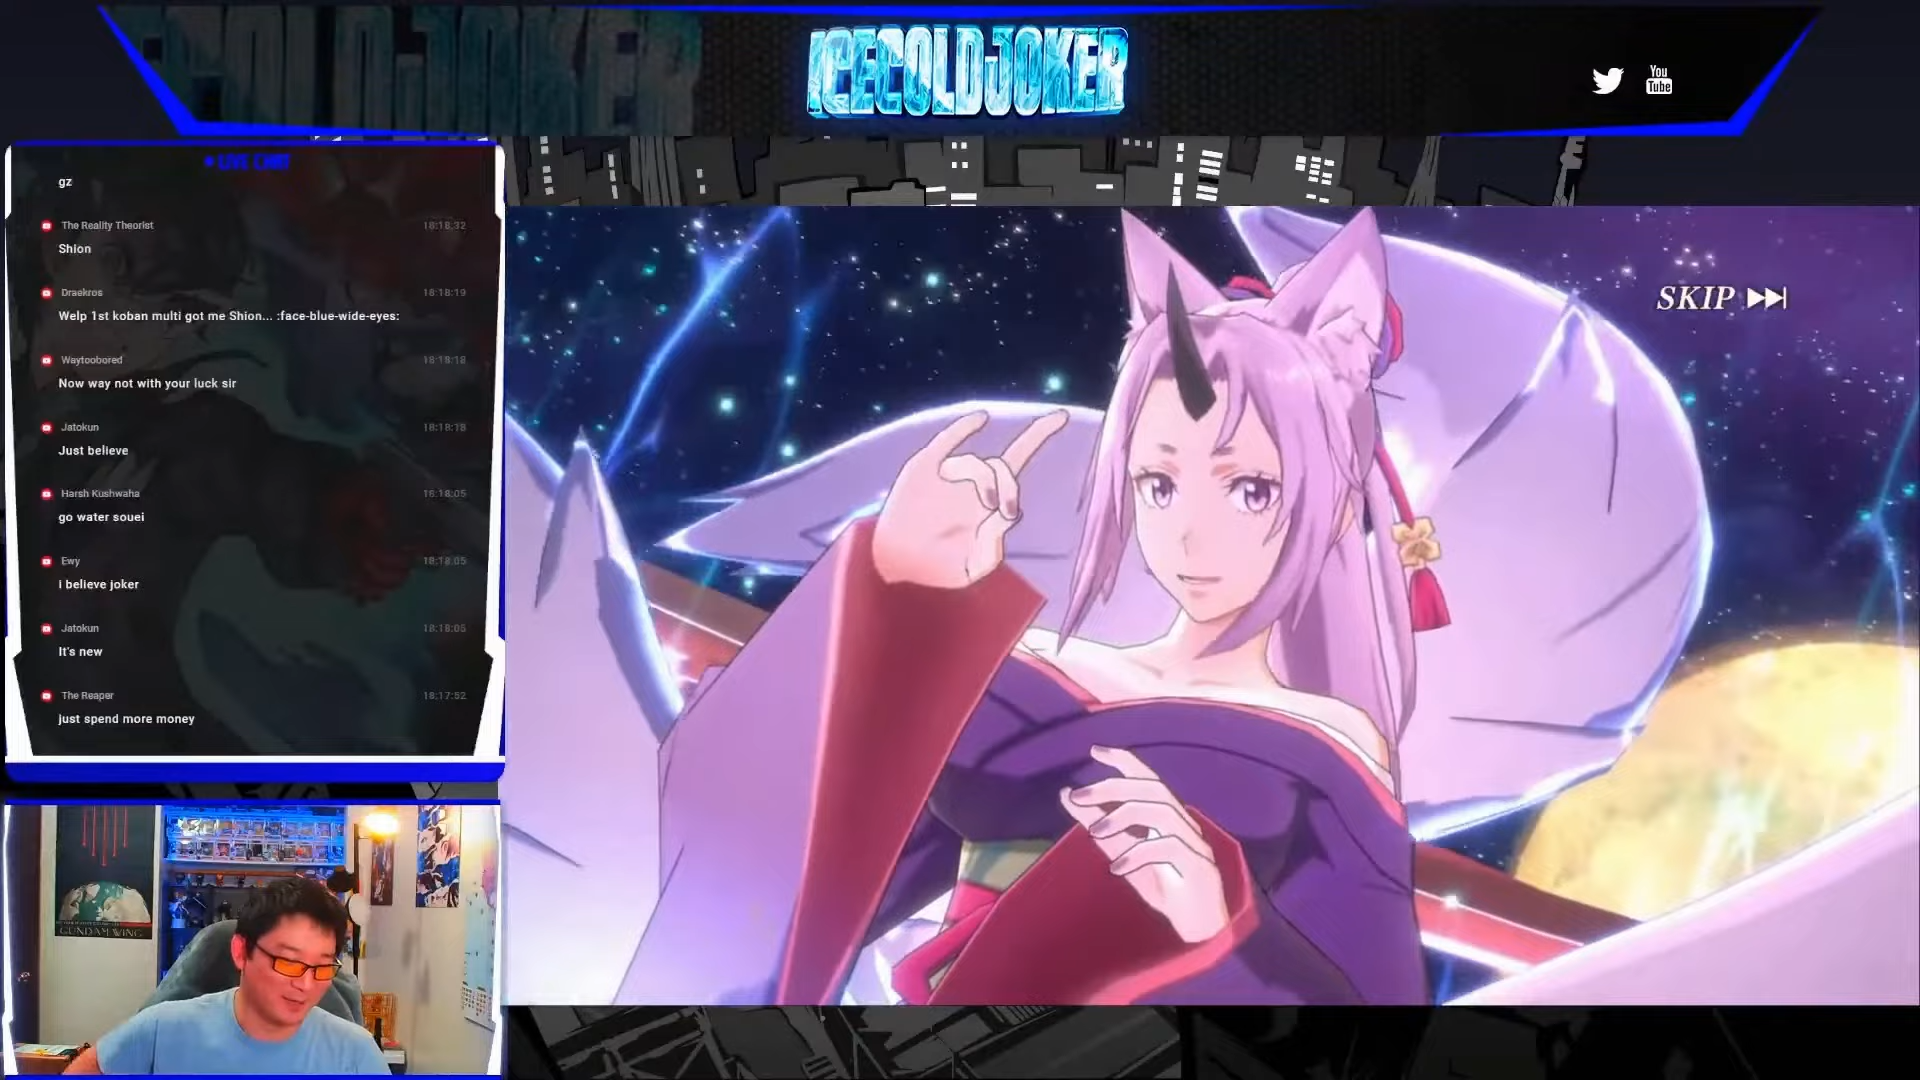 ICECOLDJOKER
You
Tube
LIVE CHAT
gz
The Reality Theorist 18:18:32
Shion
Draekros 18:18:19
Welp 1st koban multi got me Shion... :face-blue-wide-eyes:
Waytoobored 18:18:18
Now way not with your luck sir
Jatokun 18:18:18
Just believe
Harsh Kushwaha 18:18:05
go water souei
Ewy 18:18:05
i believe joker
Jatokun 18:18:05
It's new
The Reaper 18:17:52
just spend more money
SKIP
GUNDAM WING